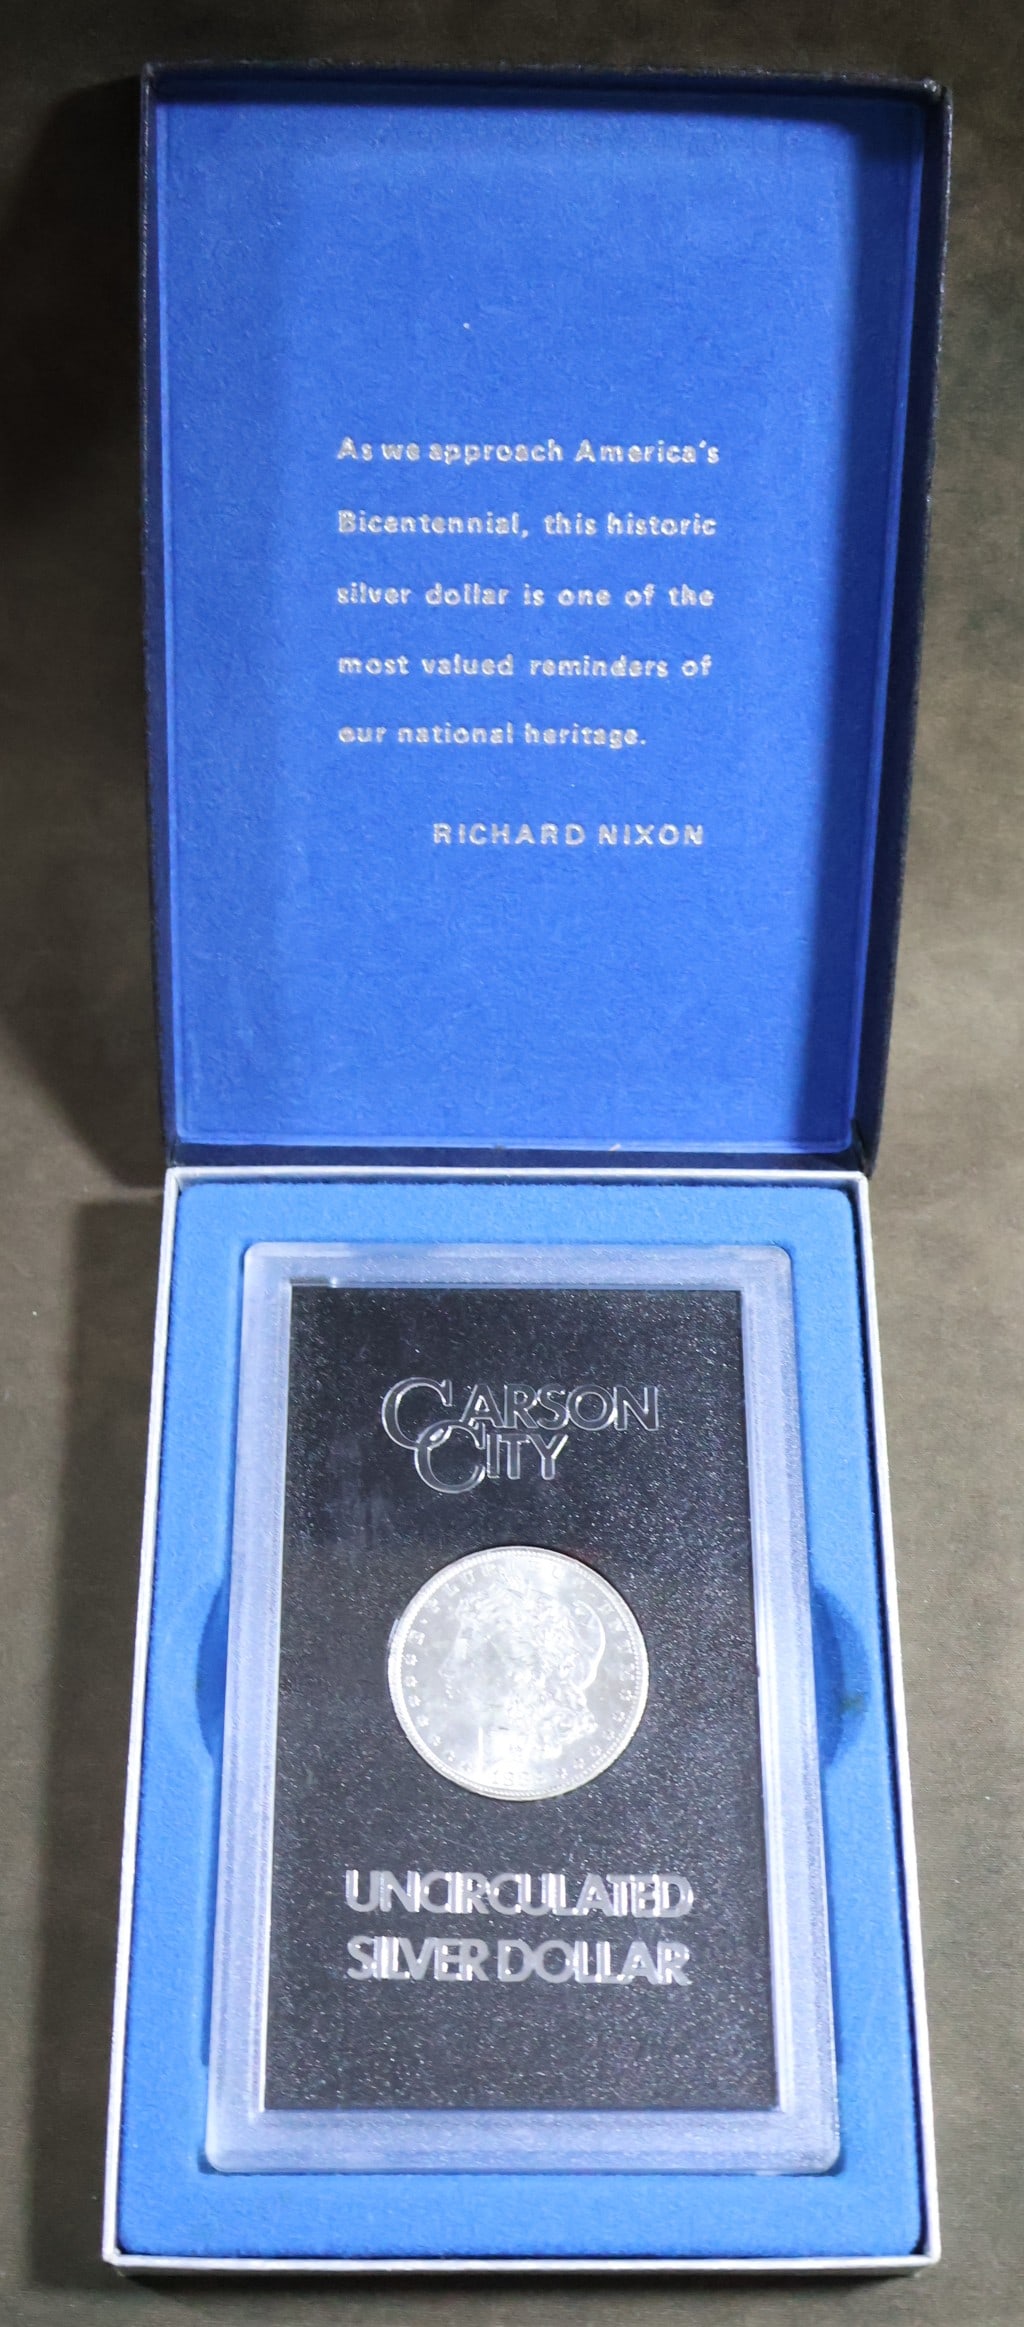 As we approach America's
Bicentennial, this historic
silver dollar is one of the
most valued reminders of
our national heritage.
RICHARD NIXON
CARSON
CITY
UNCIRCULATED
SILVER DOLLAR